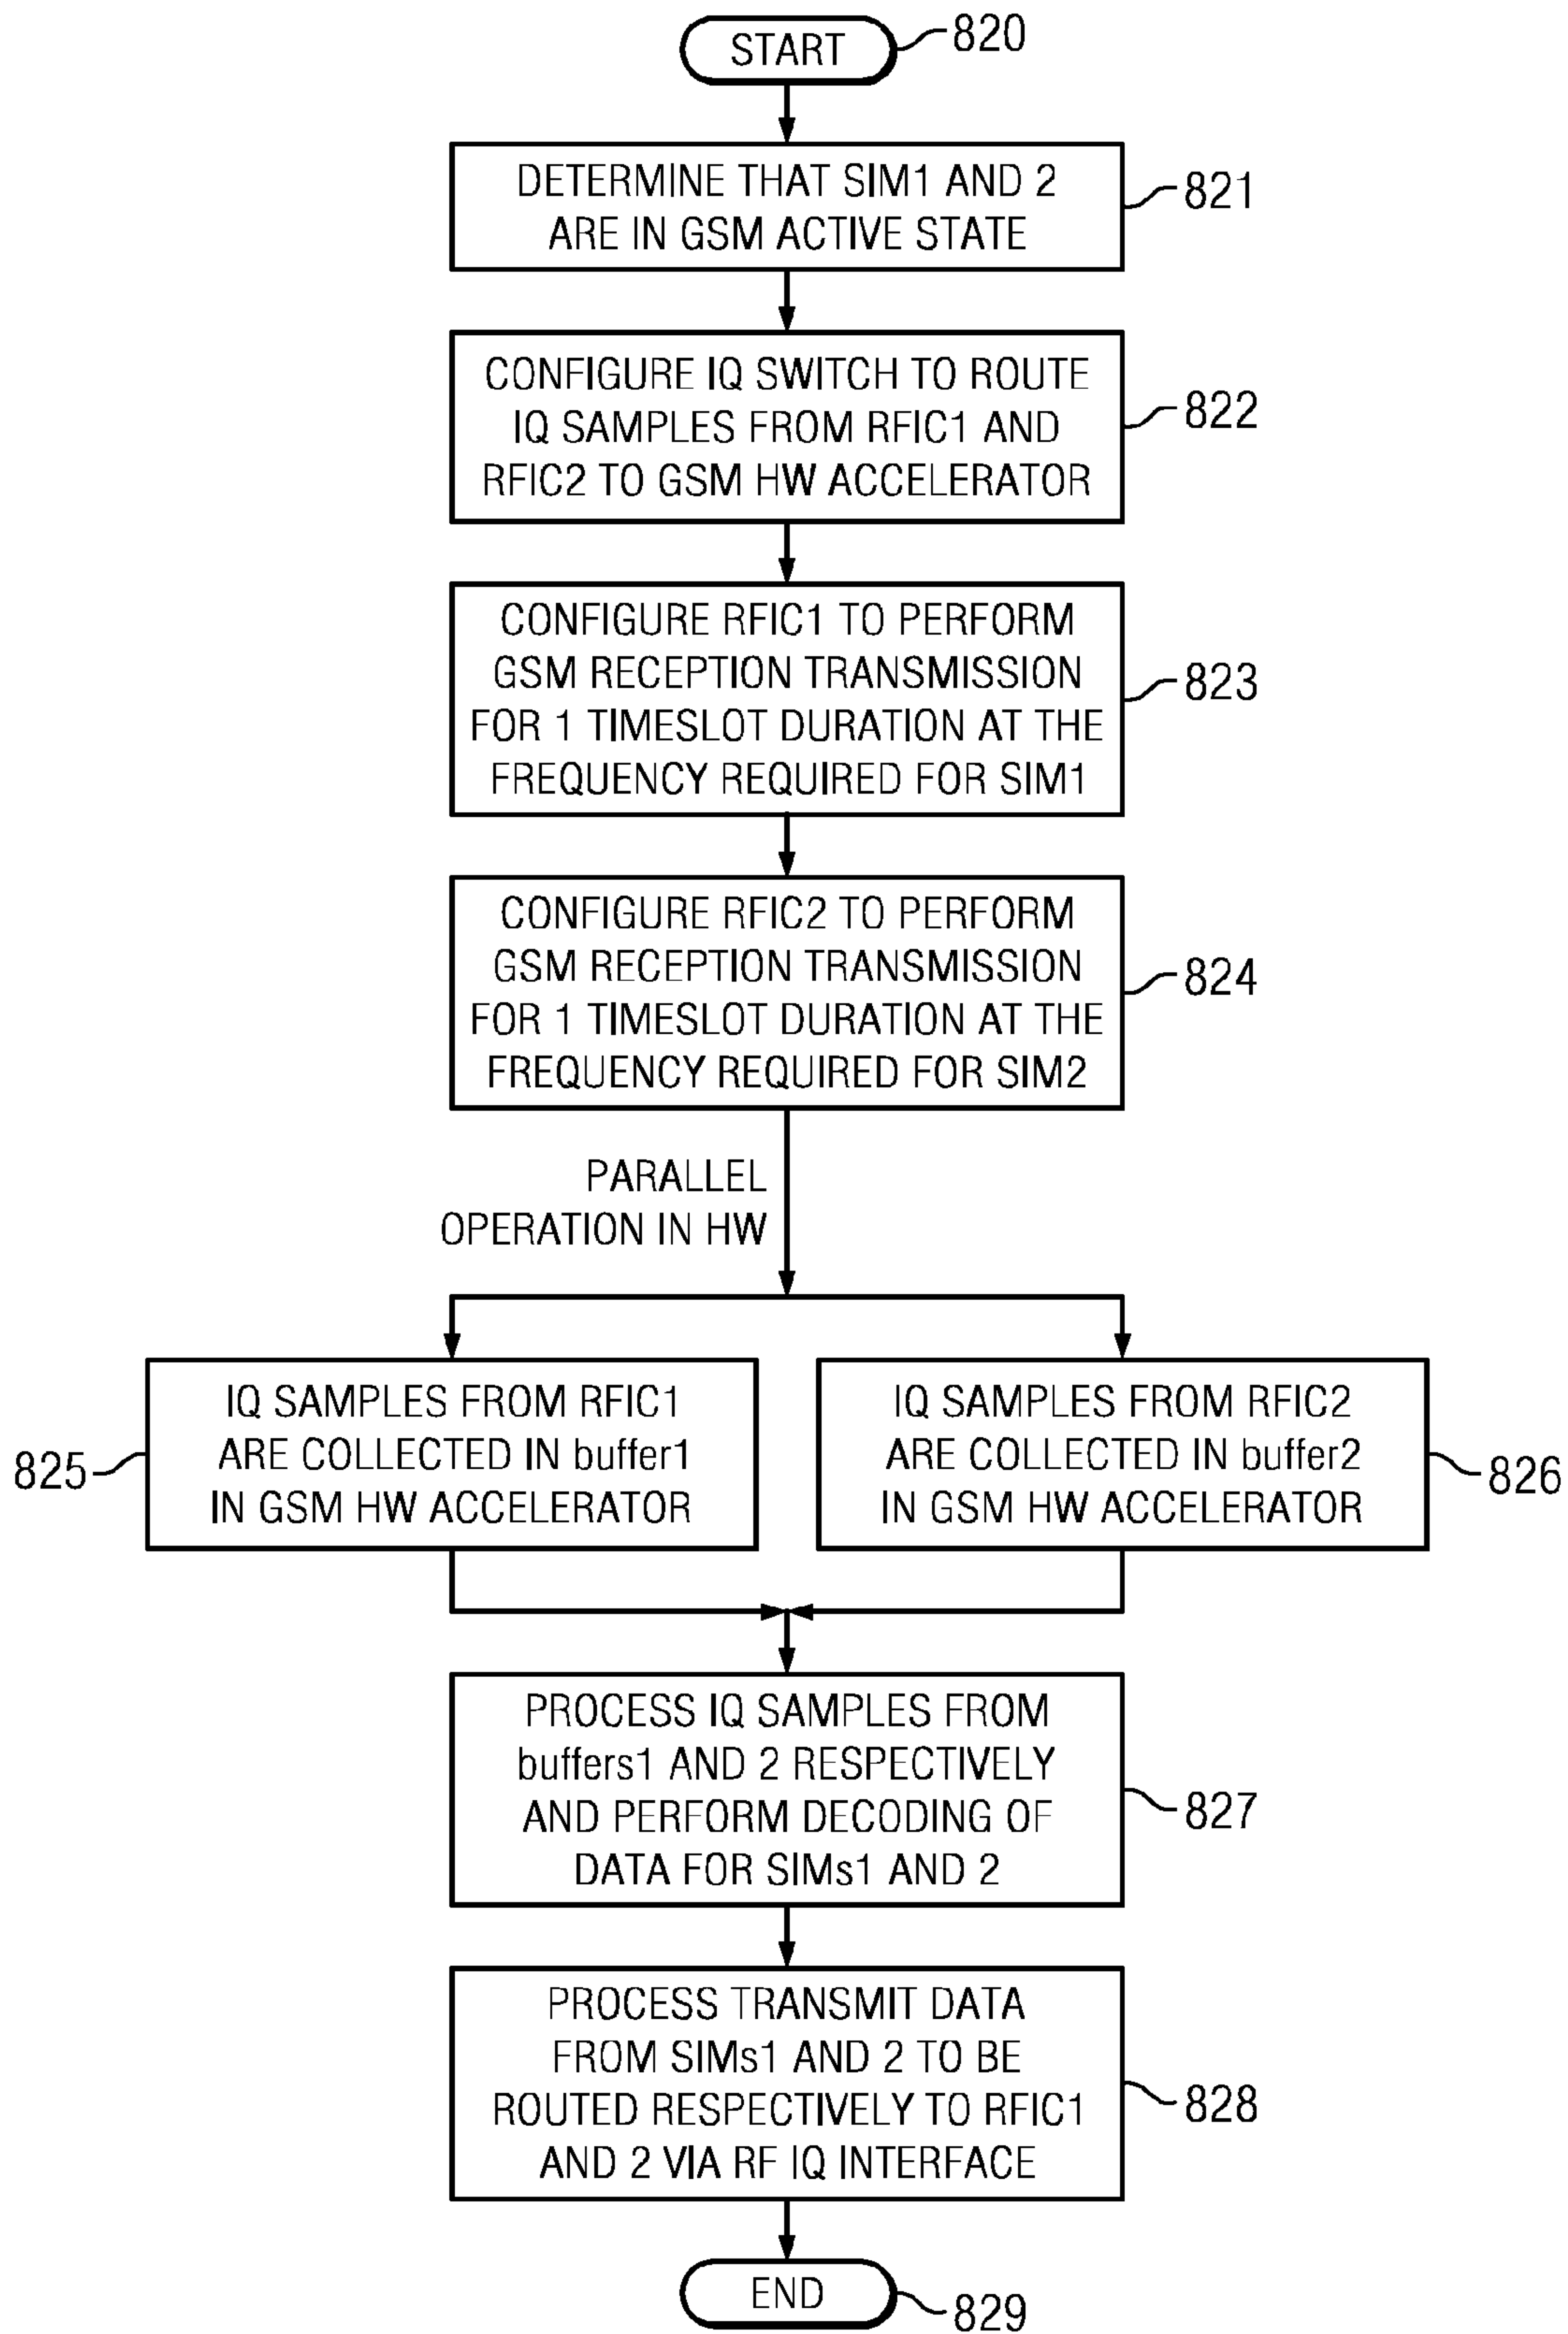 START
820
DETERMINE THAT SIM1 AND 2
ARE IN GSM ACTIVE STATE
821
CONFIGURE IQ SWITCH TO ROUTE
IQ SAMPLES FROM RFIC1 AND
RFIC2 TO GSM HW ACCELERATOR
822
CONFIGURE RFIC1 TO PERFORM
GSM RECEPTION TRANSMISSION
FOR 1 TIMESLOT DURATION AT THE
FREQUENCY REQUIRED FOR SIM1
823
CONFIGURE RFIC2 TO PERFORM
GSM RECEPTION TRANSMISSION
FOR 1 TIMESLOT DURATION AT THE
FREQUENCY REQUIRED FOR SIM2
824
PARALLEL
OPERATION IN HW
IQ SAMPLES FROM RFIC1
ARE COLLECTED IN buffer1
IN GSM HW ACCELERATOR
825
IQ SAMPLES FROM RFIC2
ARE COLLECTED IN buffer2
IN GSM HW ACCELERATOR
826
PROCESS IQ SAMPLES FROM
buffers1 AND 2 RESPECTIVELY
AND PERFORM DECODING OF
DATA FOR SIMs1 AND 2
827
PROCESS TRANSMIT DATA
FROM SIMs1 AND 2 TO BE
ROUTED RESPECTIVELY TO RFIC1
AND 2 VIA RF IQ INTERFACE
828
END
829